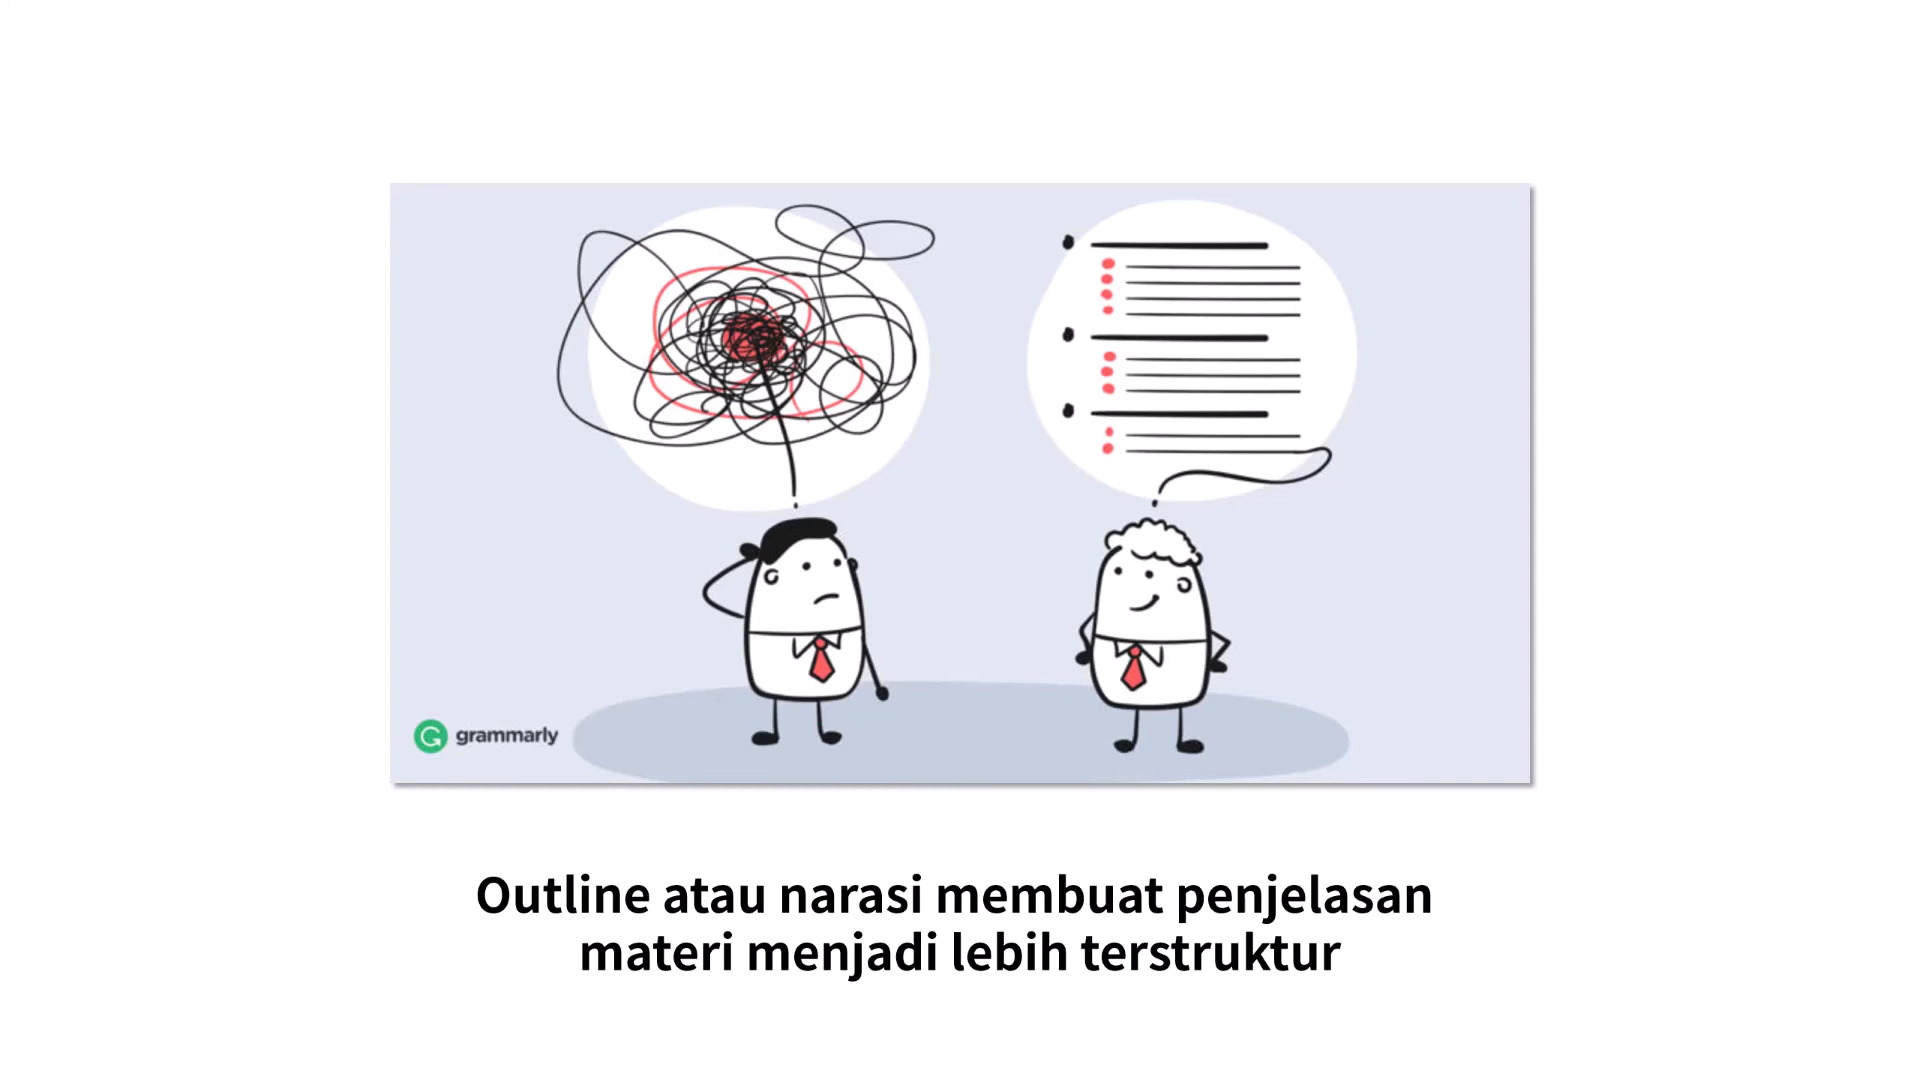 grammarly
Outline atau narasi membuat penjelasan
materi menjadi lebih terstruktur